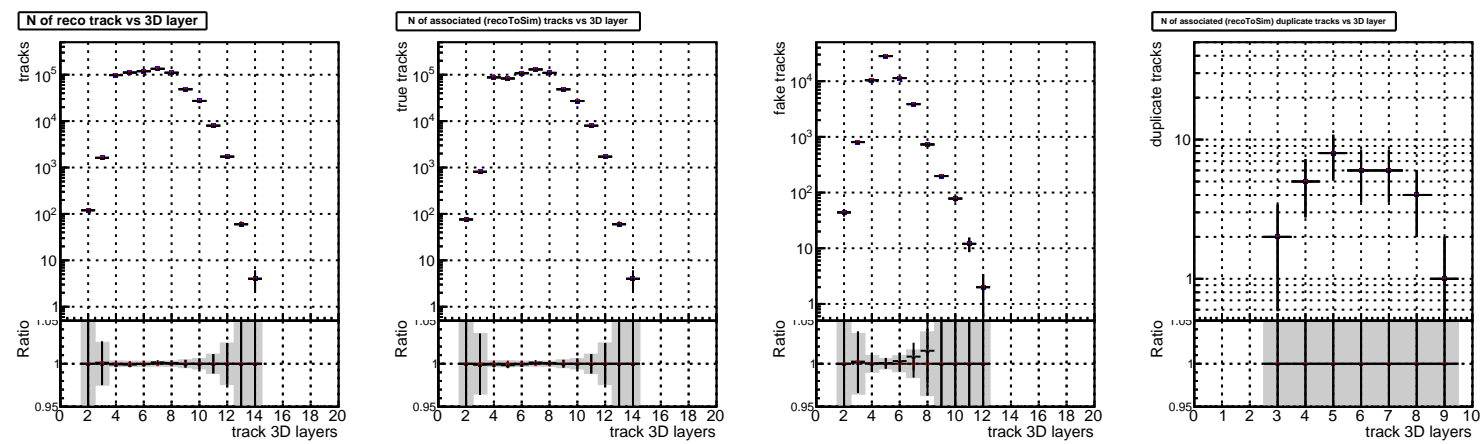 N of reco track vs 3D layer
tracks
10^5
10^4
10^3
10^2
10
1
Ratio
1.05
1
0.95
0 2 4 6 8 10 12 14 16 18 20
track 3D layers
N of associated (recoToSim) tracks vs 3D layer
true tracks
10^5
10^4
10^3
10^2
10
1
Ratio
1.05
1
0.95
0 2 4 6 8 10 12 14 16 18 20
track 3D layers
fake tracks
10^4
10^3
10^2
10
1
Ratio
1.05
1
0.95
0 2 4 6 8 10 12 14 16 18 20
track 3D layers
N of associated (recoToSim) duplicate tracks vs 3D layer
duplicate tracks
10
1
Ratio
1.05
1
0.95
0 1 2 3 4 5 6 7 8 9 10
track 3D layers